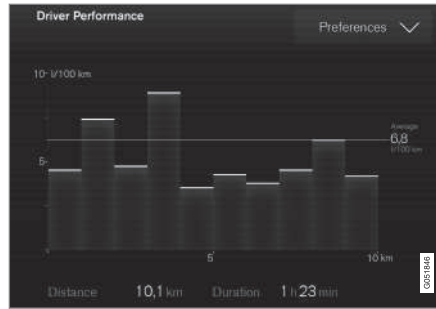 Driver Performance
Preferences
10 l/100 km
Average
6,8
l/100 km
5
5
10 km
Distance 10,1 km Duration 1 h 23 min
G051846